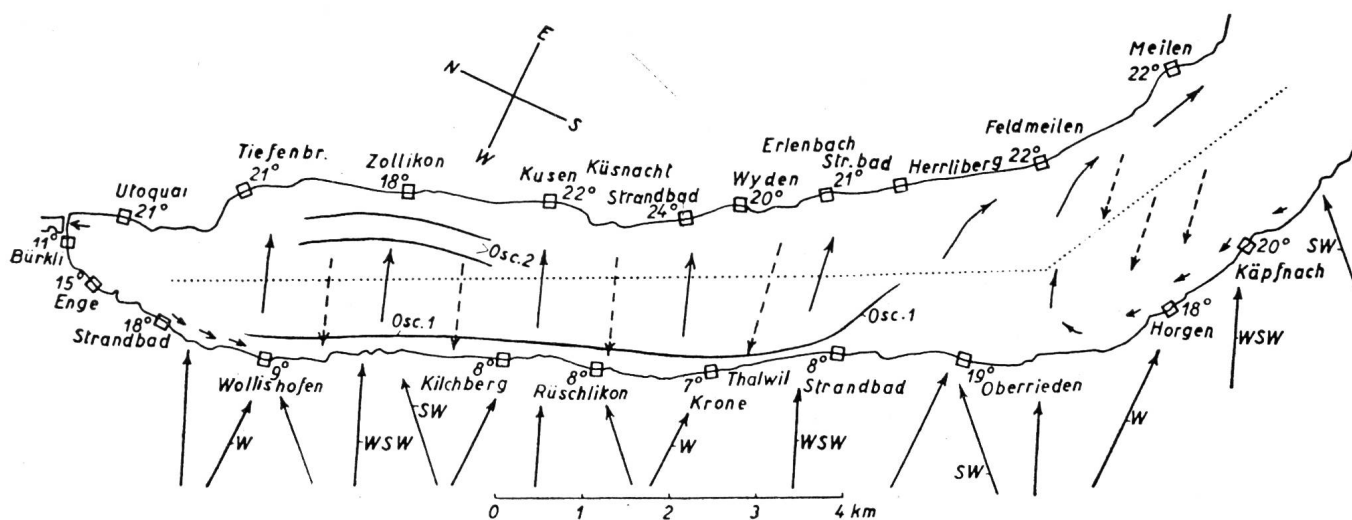 E
N
S
W
Meilen
22°
Feldmeilen
22°
Erlenbach
Str.bad
21°
Herrliberg
Wyden
20°
Küsnacht
Strandbad
24°
Kusen
22°
Zollikon
18°
Tiefenbr.
21°
Utoquai
21°
11°
Bürkli
15°
Enge
18°
Strandbad
Osc.2
Osc.1
Osc.1
20°
Käpfnach
SW
18°
Horgen
WSW
9°
Wollishofen
8°
Kilchberg
8°
Rüschlikon
7°
Thalwil
Krone
8°
Strandbad
19°
Oberrieden
W
WSW
SW
W
WSW
SW
W
0 1 2 3 4 km